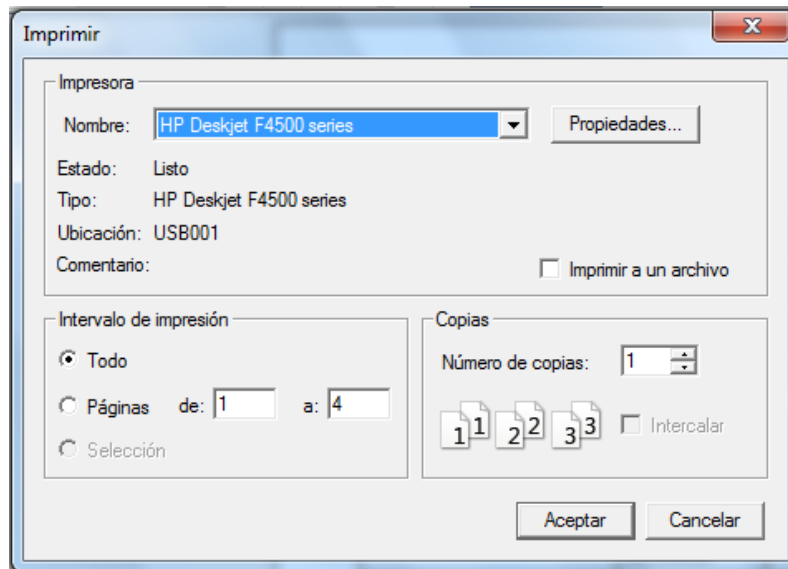 Imprimir
Impresora
Nombre: HP Deskjet F4500 series Propiedades...
Estado: Listo
Tipo: HP Deskjet F4500 series
Ubicación: USB001
Comentario: Imprimir a un archivo
Intervalo de impresión
Todo
Páginas de: 1 a: 4
Selección
Copias
Número de copias: 1
1 1 2 2 3 3 Intercalar
Aceptar Cancelar